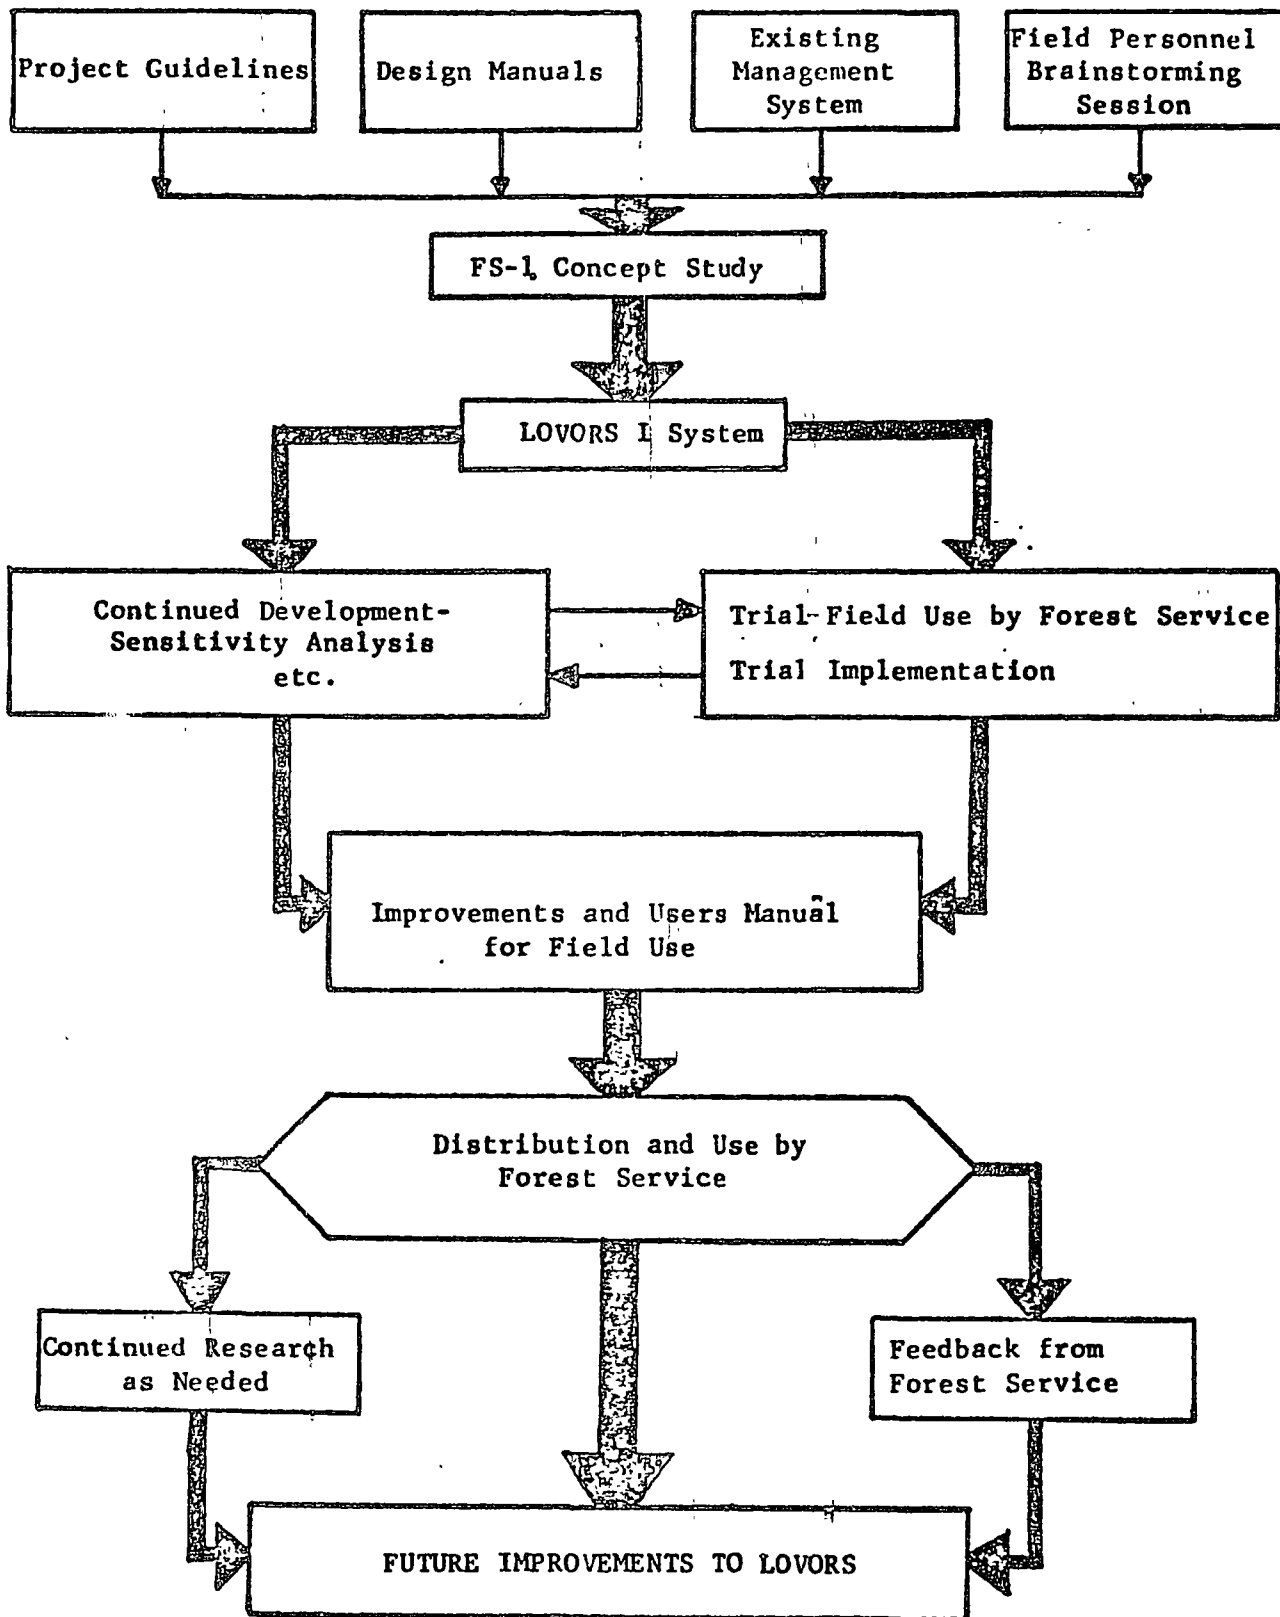 Project Guidelines
Design Manuals
Existing
Management
System
Field Personnel
Brainstorming
Session
FS-1 Concept Study
LOVORS I System
Continued Development-
Sensitivity Analysis
etc.
Trial-Field Use by Forest Service
Trial Implementation
Improvements and Users Manual
for Field Use
Distribution and Use by
Forest Service
Continued Research
as Needed
Feedback from
Forest Service
FUTURE IMPROVEMENTS TO LOVORS